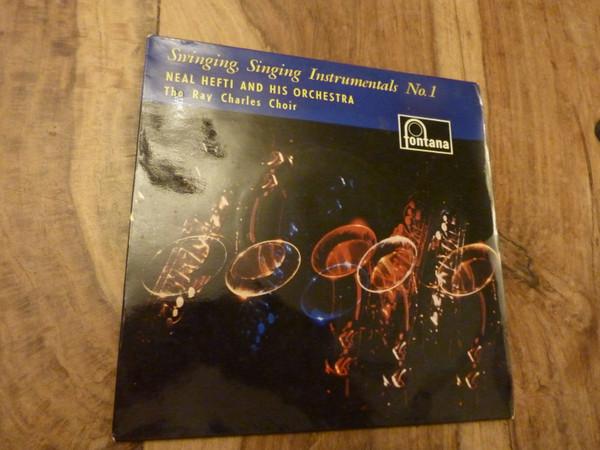 Swinging, Singing Instrumentals No.1
NEAL HEFTI AND HIS ORCHESTRA
The Ray Charles Choir
fontana